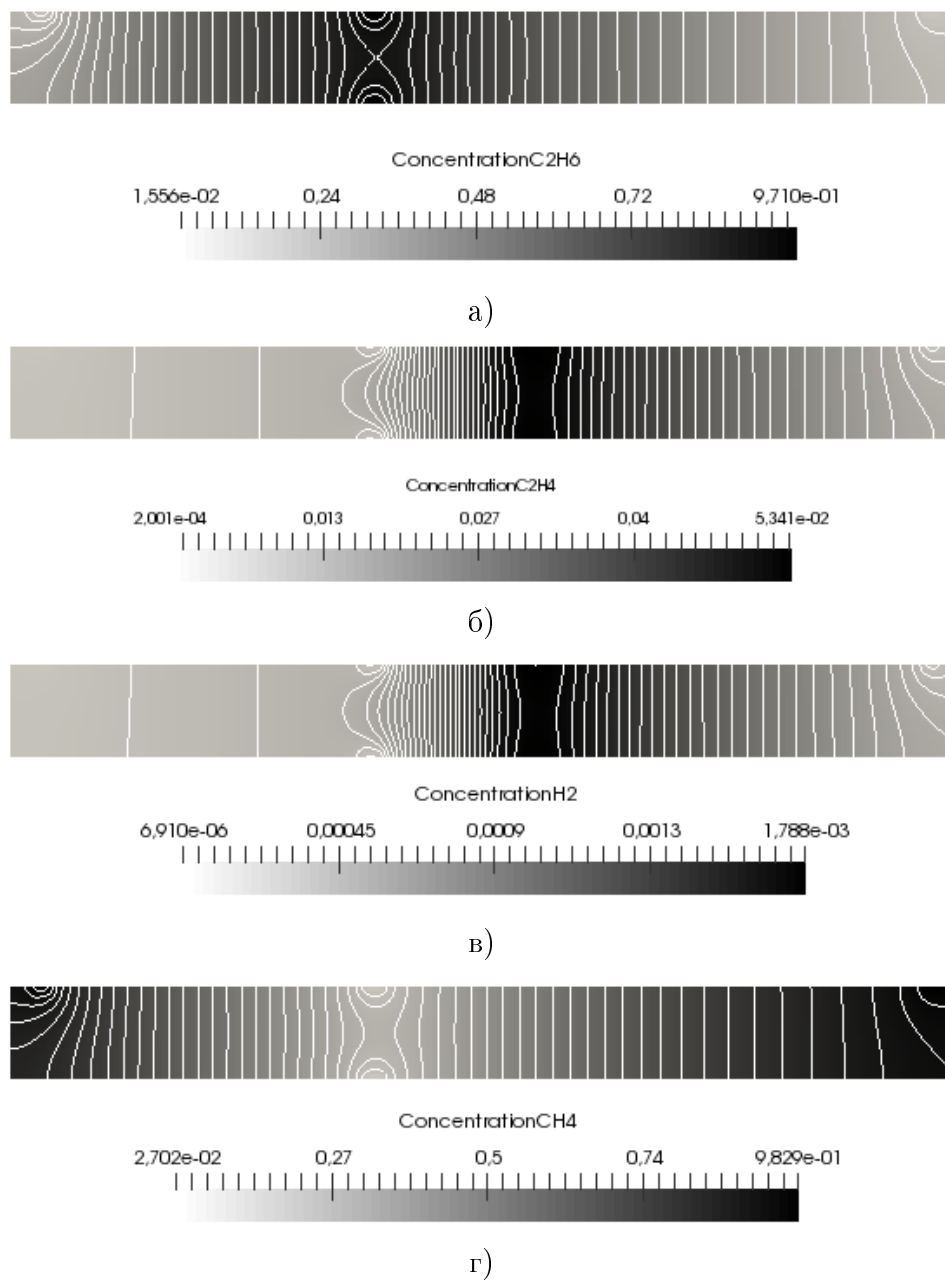 ConcentrationC2H6
1,556e-02 0,24 0,48 0,72 9,710e-01
а)
ConcentrationC2H4
2,001e-04 0,013 0,027 0,04 5,341e-02
б)
ConcentrationH2
6,910e-06 0,00045 0,0009 0,0013 1,788e-03
в)
ConcentrationCH4
2,702e-02 0,27 0,5 0,74 9,829e-01
г)